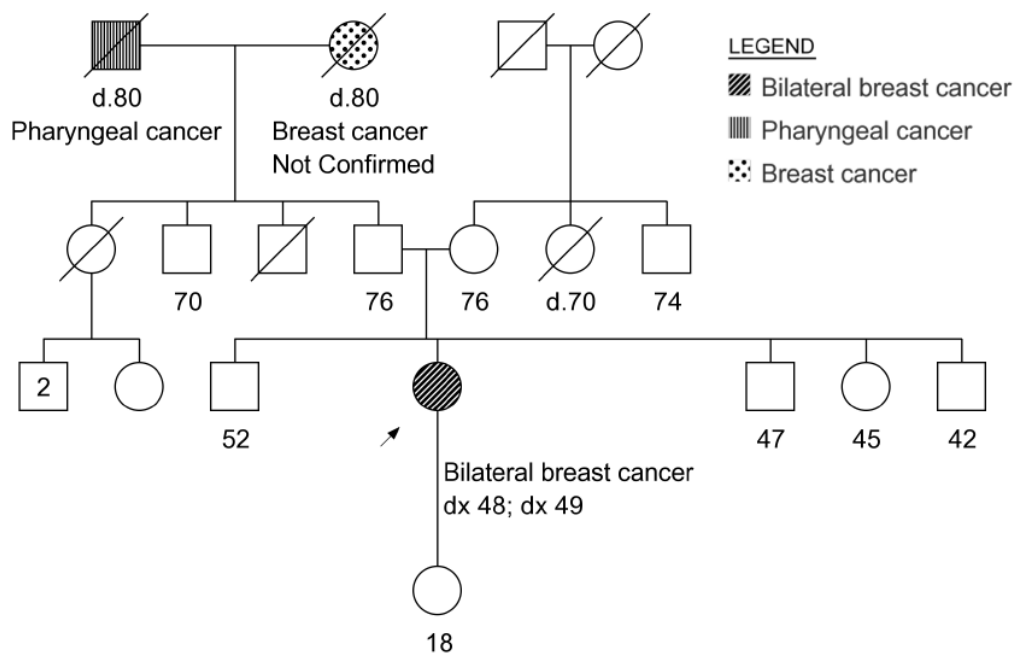 LEGEND
Bilateral breast cancer
Pharyngeal cancer
Breast cancer
d.80
Pharyngeal cancer
d.80
Breast cancer
Not Confirmed
70
76
76
d.70
74
2
52
47
45
42
Bilateral breast cancer
dx 48; dx 49
18